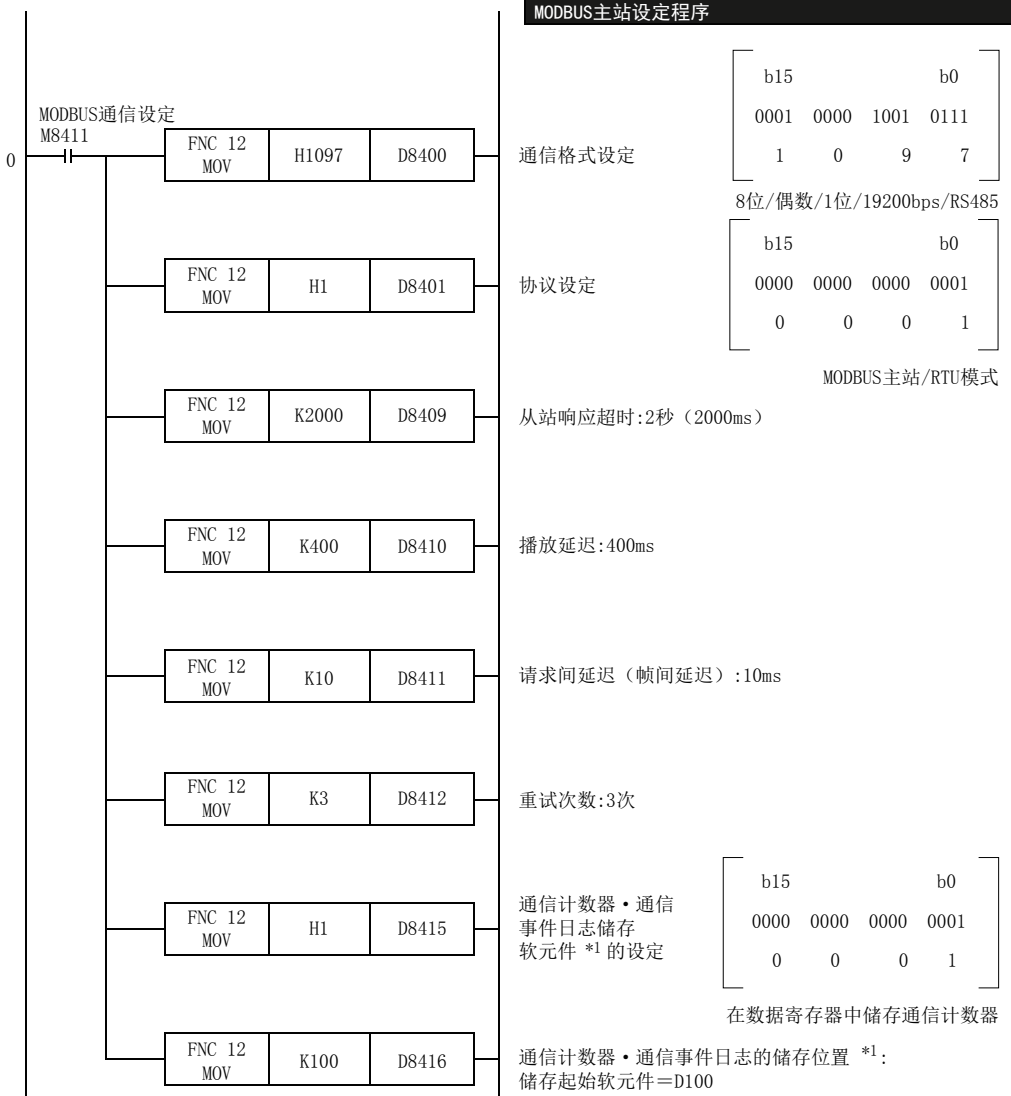 MODBUS主站设定程序
b15 b0
MODBUS通信设定
0001 0000 1001 0111
M8411
0
FNC 12
MOV
H1097
D8400
通信格式设定
1 0 9 7
8位/偶数/1位/19200bps/RS485
b15 b0
FNC 12
MOV
H1
D8401
协议设定
0000 0000 0000 0001
0 0 0 1
MODBUS主站/RTU模式
FNC 12
MOV
K2000
D8409
从站响应超时:2秒（2000ms）
FNC 12
MOV
K400
D8410
播放延迟:400ms
FNC 12
MOV
K10
D8411
请求间延迟（帧间延迟）:10ms
FNC 12
MOV
K3
D8412
重试次数:3次
b15 b0
FNC 12
MOV
H1
D8415
通信计数器·通信
事件日志储存
软元件 *1 的设定
0000 0000 0000 0001
0 0 0 1
在数据寄存器中储存通信计数器
FNC 12
MOV
K100
D8416
通信计数器·通信事件日志的储存位置 *1:
储存起始软元件＝D100